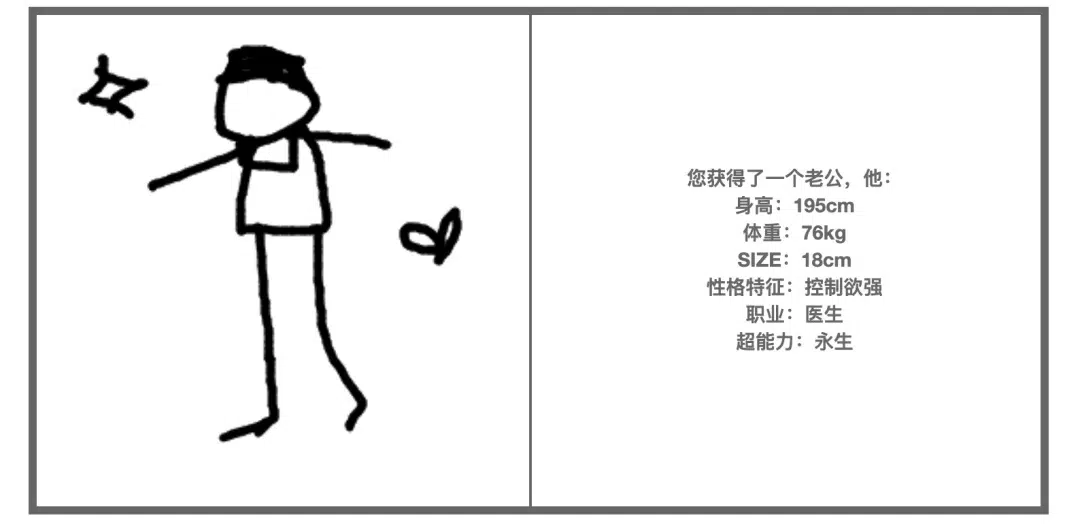 您获得了一个老公，他：
身高：195cm
体重：76kg
SIZE：18cm
性格特征：控制欲强
职业：医生
超能力：永生